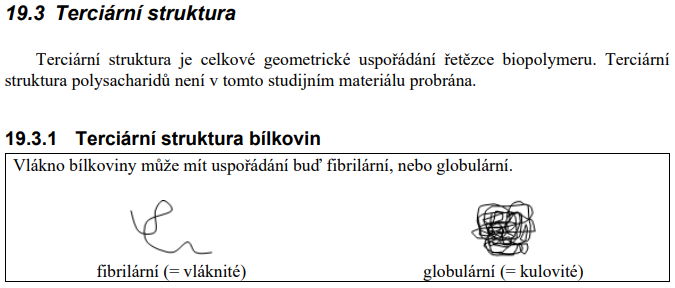 19.3 Terciární struktura
Terciární struktura je celkové geometrické uspořádání řetězce biopolymeru. Terciární
struktura polysacharidů není v tomto studijním materiálu probrána.
19.3.1 Terciární struktura bílkovin
Vlákno bílkoviny může mít uspořádání buď fibrilární, nebo globulární.
fibrilární (= vláknité) globulární (= kulovité)